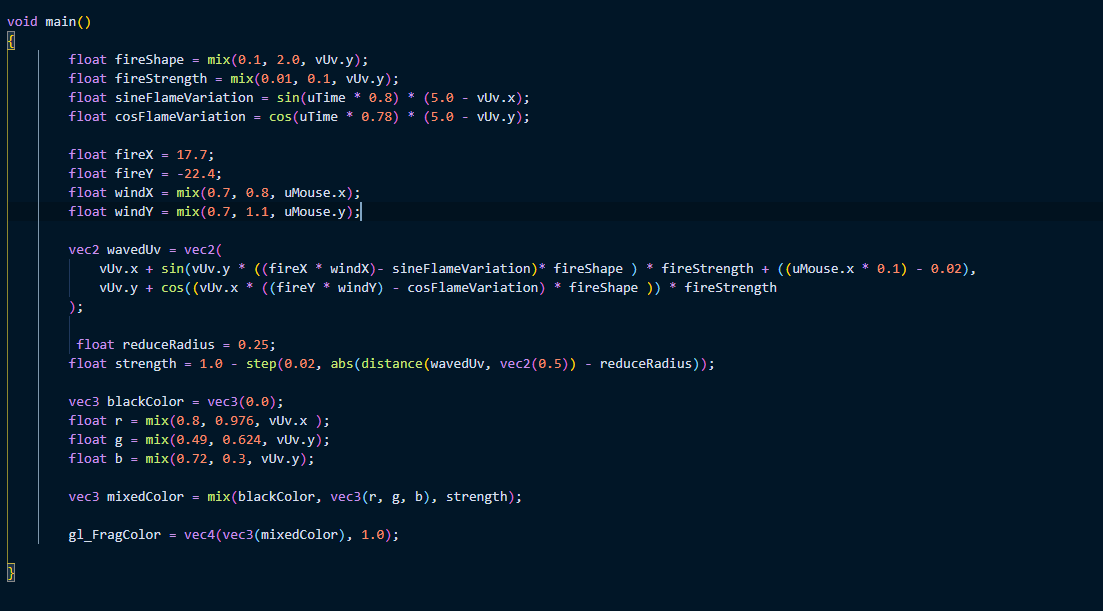 void main()
{
float fireShape = mix(0.1, 2.0, vUv.y);
float fireStrength = mix(0.01, 0.1, vUv.y);
float sineFlameVariation = sin(uTime * 0.8) * (5.0 - vUv.x);
float cosFlameVariation = cos(uTime * 0.78) * (5.0 - vUv.y);
float fireX = 17.7;
float fireY = -22.4;
float windX = mix(0.7, 0.8, uMouse.x);
float windY = mix(0.7, 1.1, uMouse.y);
vec2 wavedUv = vec2(
vUv.x + sin(vUv.y * ((fireX * windX)- sineFlameVariation)* fireShape ) * fireStrength + ((uMouse.x * 0.1) - 0.02),
vUv.y + cos((vUv.x * ((fireY * windY) - cosFlameVariation) * fireShape )) * fireStrength
);
float reduceRadius = 0.25;
float strength = 1.0 - step(0.02, abs(distance(wavedUv, vec2(0.5)) - reduceRadius));
vec3 blackColor = vec3(0.0);
float r = mix(0.8, 0.976, vUv.x );
float g = mix(0.49, 0.624, vUv.y);
float b = mix(0.72, 0.3, vUv.y);
vec3 mixedColor = mix(blackColor, vec3(r, g, b), strength);
gl_FragColor = vec4(vec3(mixedColor), 1.0);
}